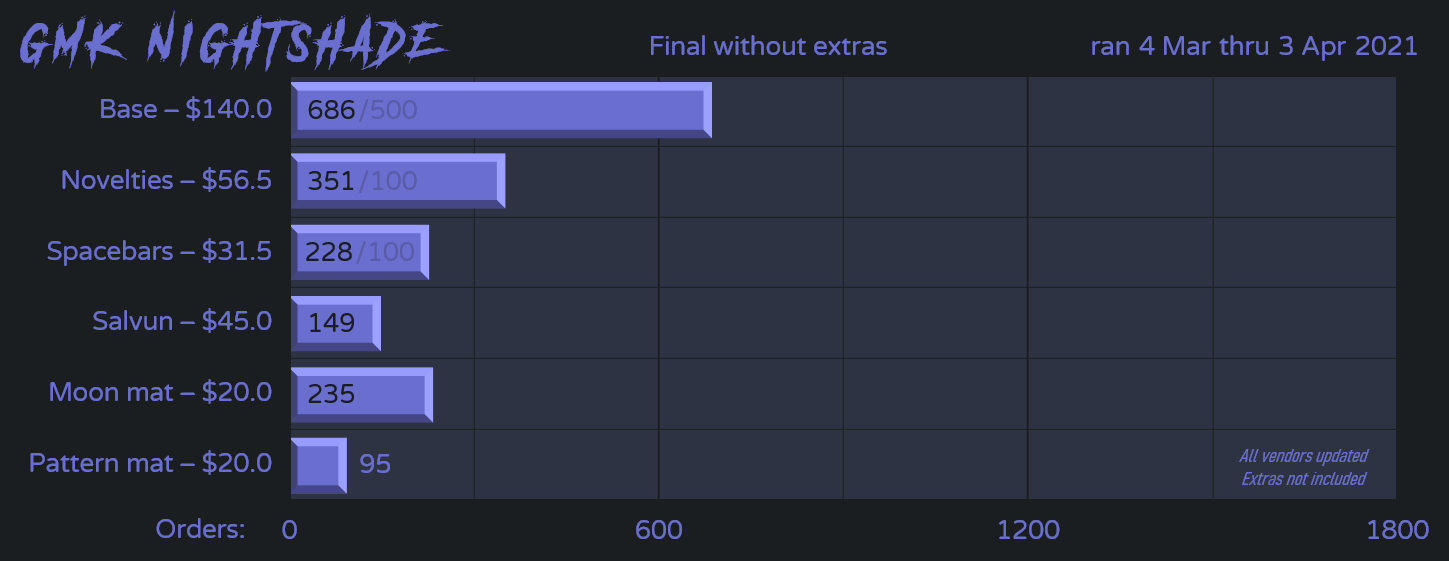 GMK NIGHTSHADE
Final without extras
ran 4 Mar thru 3 Apr 2021
Base – $140.0 686/500
Novelties – $56.5 351/100
Spacebars – $31.5 228/100
Salvun – $45.0 149
Moon mat – $20.0 235
Pattern mat – $20.0 95
All vendors updated
Extras not included
Orders: 0 600 1200 1800